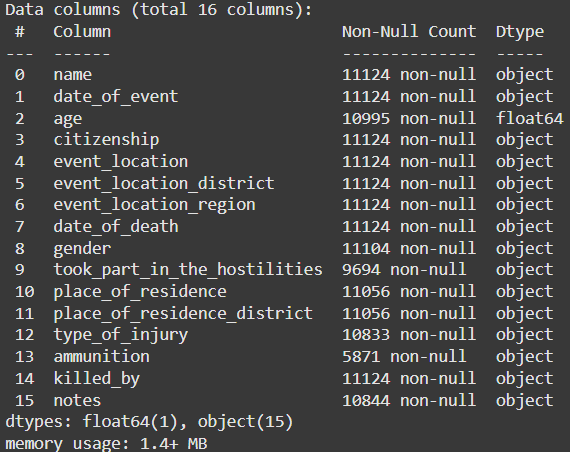 Data columns (total 16 columns):
 #   Column                       Non-Null Count  Dtype
---  ------                       --------------  -----
 0   name                         11124 non-null  object
 1   date_of_event                11124 non-null  object
 2   age                          10995 non-null  float64
 3   citizenship                  11124 non-null  object
 4   event_location               11124 non-null  object
 5   event_location_district      11124 non-null  object
 6   event_location_region        11124 non-null  object
 7   date_of_death                11124 non-null  object
 8   gender                       11104 non-null  object
 9   took_part_in_the_hostilities  9694 non-null   object
 10  place_of_residence           11056 non-null  object
 11  place_of_residence_district  11056 non-null  object
 12  type_of_injury               10833 non-null  object
 13  ammunition                   5871 non-null   object
 14  killed_by                    11124 non-null  object
 15  notes                        10844 non-null  object
dtypes: float64(1), object(15)
memory usage: 1.4+ MB